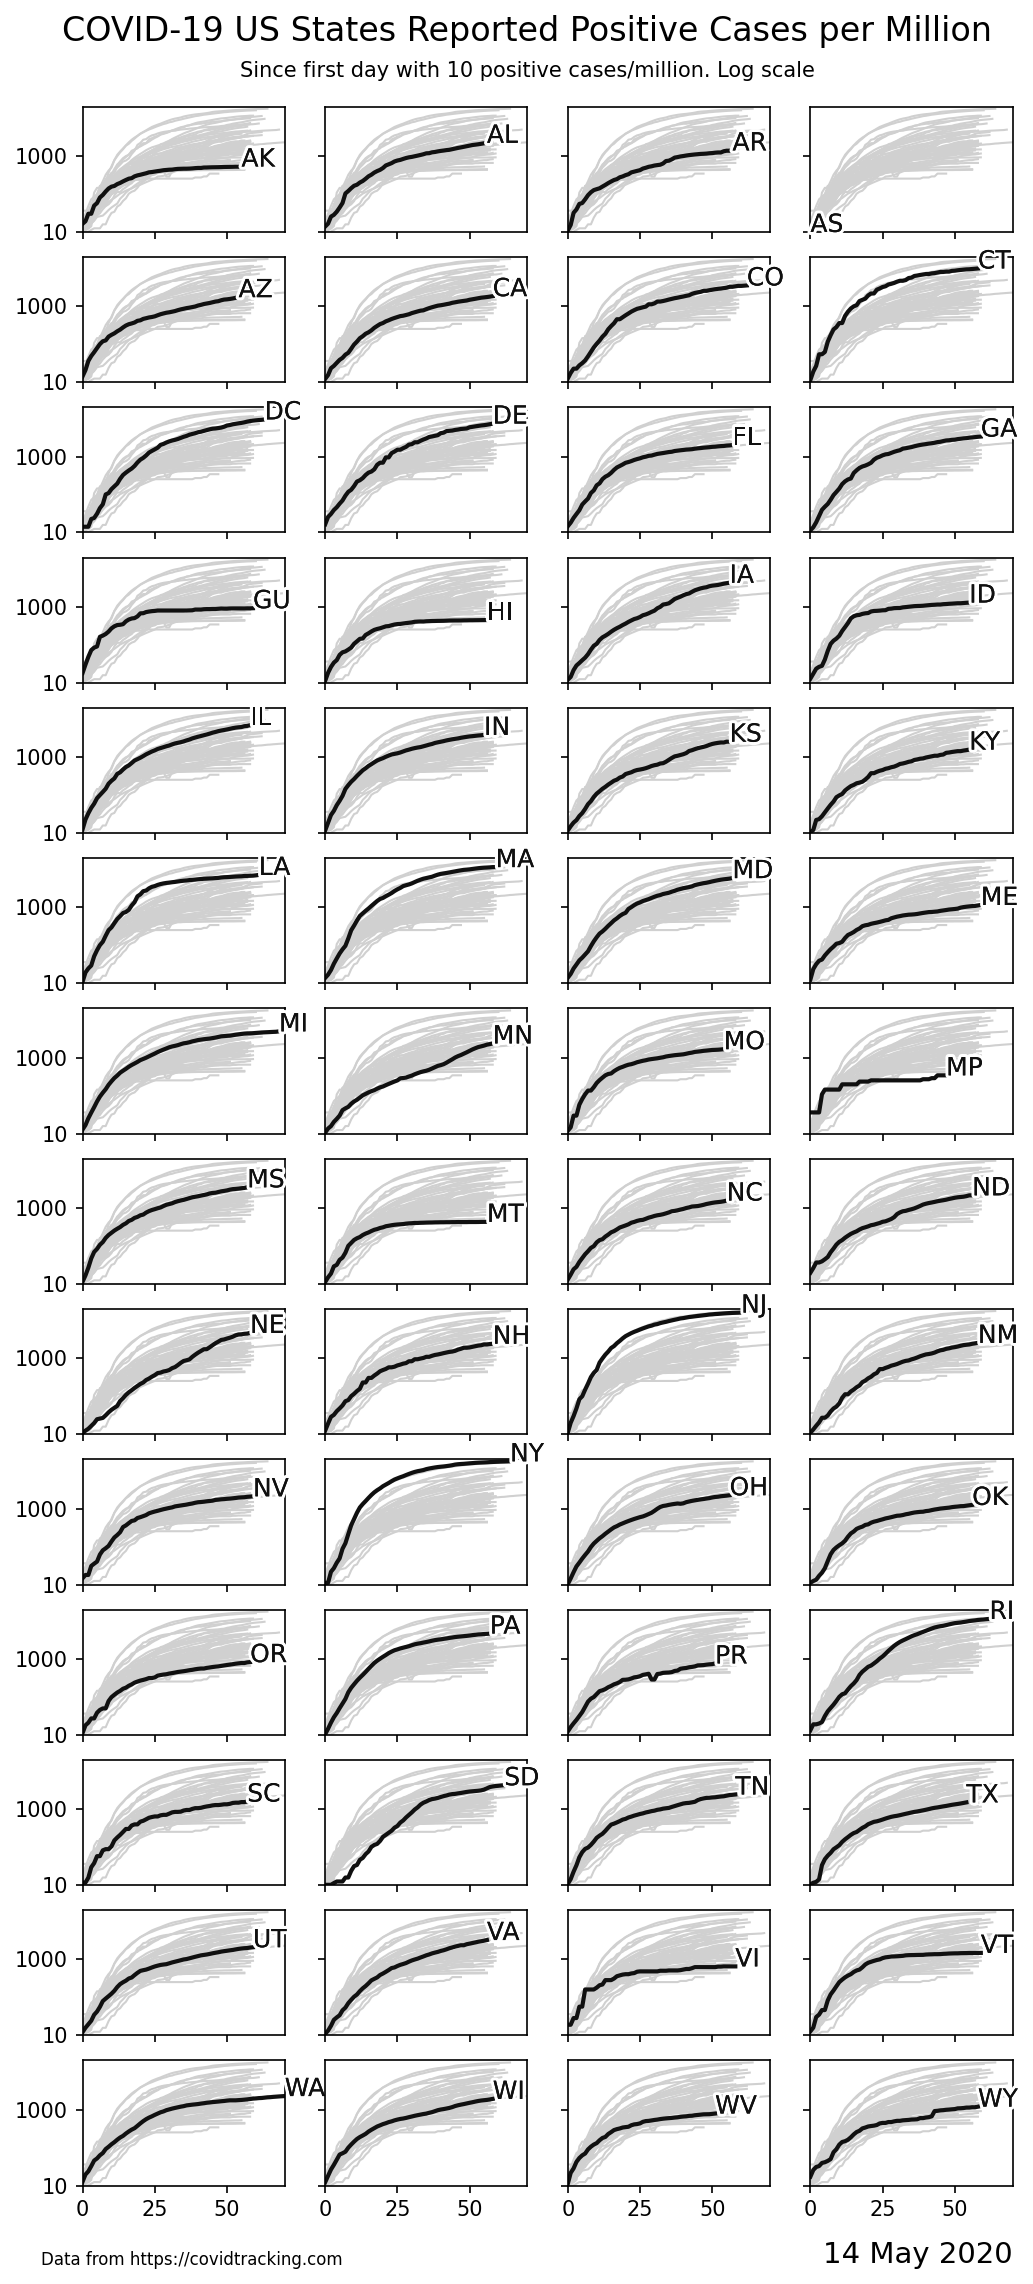 COVID-19 US States Reported Positive Cases per Million
Since first day with 10 positive cases/million. Log scale
1000
10
AK
AL
AR
AS
1000
10
AZ
CA
CO
CT
1000
10
DC
DE
FL
GA
1000
10
GU
HI
IA
ID
1000
10
IL
IN
KS
KY
1000
10
LA
MA
MD
ME
1000
10
MI
MN
MO
MP
1000
10
MS
MT
NC
ND
1000
10
NE
NH
NJ
NM
1000
10
NV
NY
OH
OK
1000
10
OR
PA
PR
RI
1000
10
SC
SD
TN
TX
1000
10
UT
VA
VI
VT
1000
10
WA
WI
WV
WY
0 25 50 0 25 50 0 25 50 0 25 50
Data from https://covidtracking.com
14 May 2020